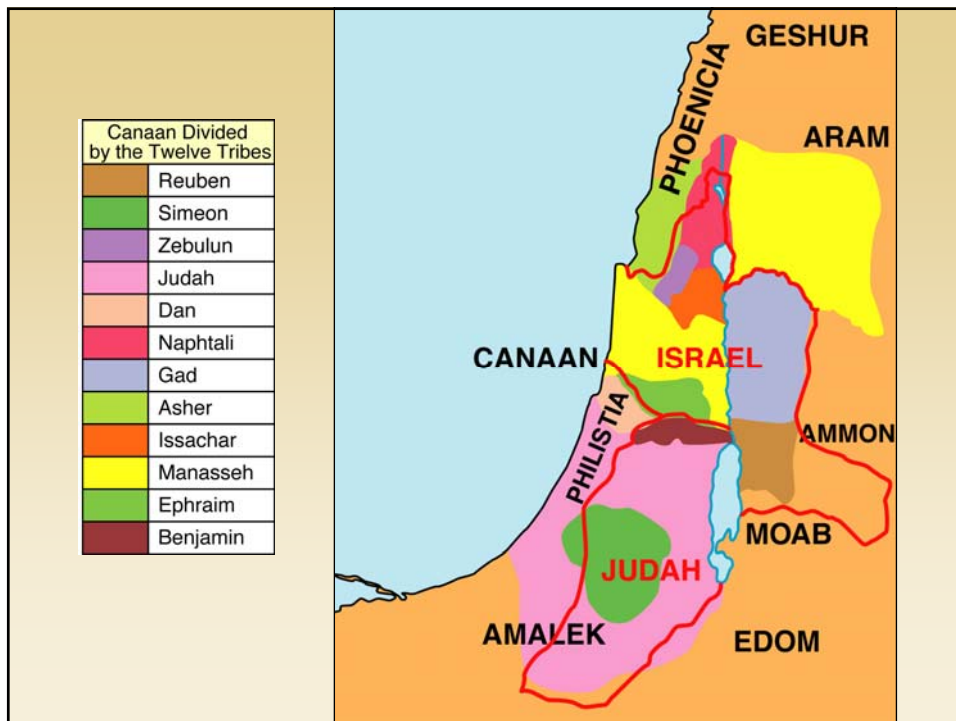 Canaan Divided
by the Twelve Tribes
Reuben
Simeon
Zebulun
Judah
Dan
Naphtali
Gad
Asher
Issachar
Manasseh
Ephraim
Benjamin
GESHUR
PHOENICIA
ARAM
CANAAN
ISRAEL
PHILISTIA
AMMON
MOAB
JUDAH
AMALEK
EDOM